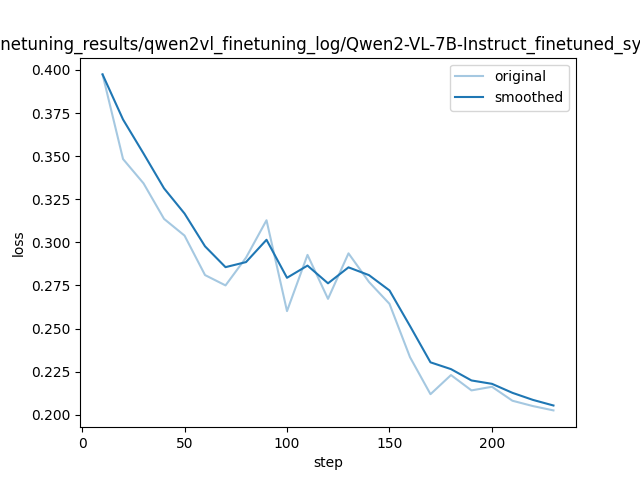 netuning_results/qwen2vl_finetuning_log/Qwen2-VL-7B-Instruct_finetuned_sy
original
smoothed
0.400
0.375
0.350
0.325
0.300
0.275
0.250
0.225
0.200
loss
0 50 100 150 200
step